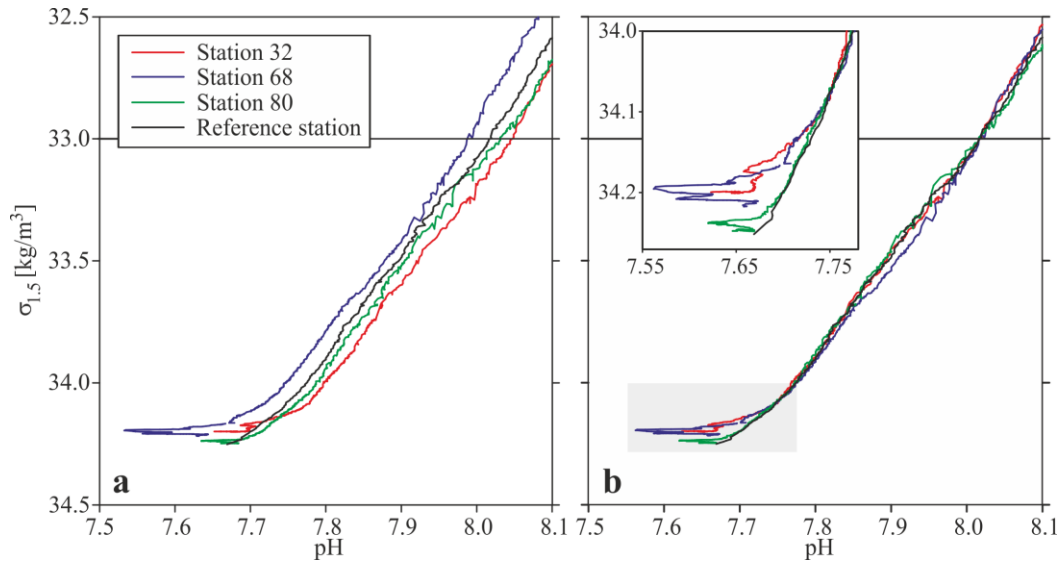 32.5
33.0
33.5
34.0
34.5
σ1.5 [kg/m³]
Station 32
Station 68
Station 80
Reference station
a
7.5 7.6 7.7 7.8 7.9 8.0 8.1
pH
34.0
34.1
34.2
7.55 7.65 7.75
b
7.5 7.6 7.7 7.8 7.9 8.0 8.1
pH